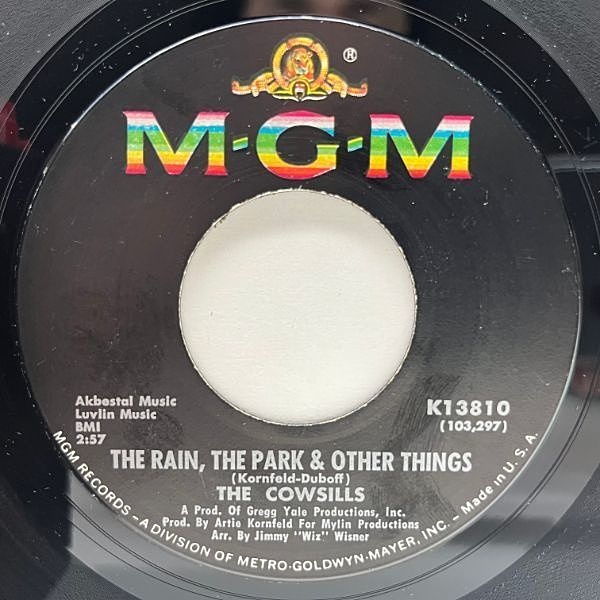 ®
M·G·M
Akbestal Music
Luvlin Music
BMI
2:57
K13810
(103,297)
THE RAIN, THE PARK & OTHER THINGS
(Kornfeld-Duboff)
THE COWSILLS
A Prod. Of Gregg Yale Productions, Inc.
Prod. By Artie Kornfeld For Mylin Productions
Arr. By Jimmy "Wiz" Wisner
MGM RECORDS - A DIVISION OF METRO-GOLDWYN-MAYER, INC. - Made in U.S.A.